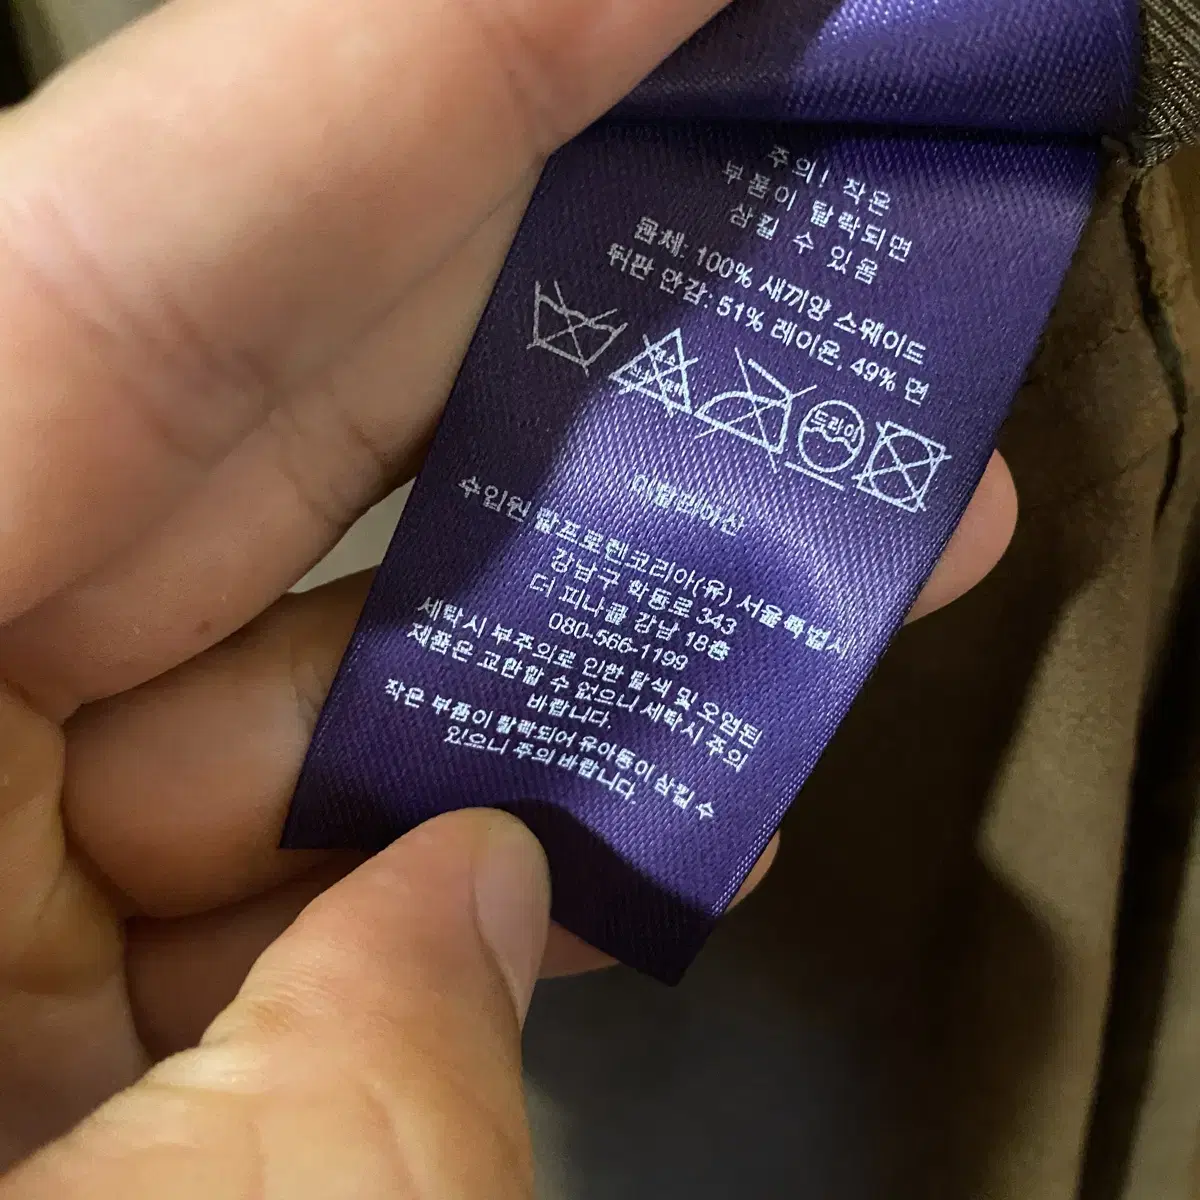 주의! 작은
부품이 탈락되면
삼킬 수 있음
몸체: 100% 새끼양 스웨이드
뒤판 안감: 51% 레이온, 49% 면
드라이
이탈리아산
수입원 랄프로렌코리아(유) 서울특별시
강남구 학동로 343
더 피나클 강남 18층
080-566-1199
세탁시 부주의로 인한 탈색 및 오염된
제품은 교환할 수 없으니 세탁시 주의
바랍니다.
작은 부품이 탈락되어 유아동이 삼킬 수
있으니 주의 바랍니다.